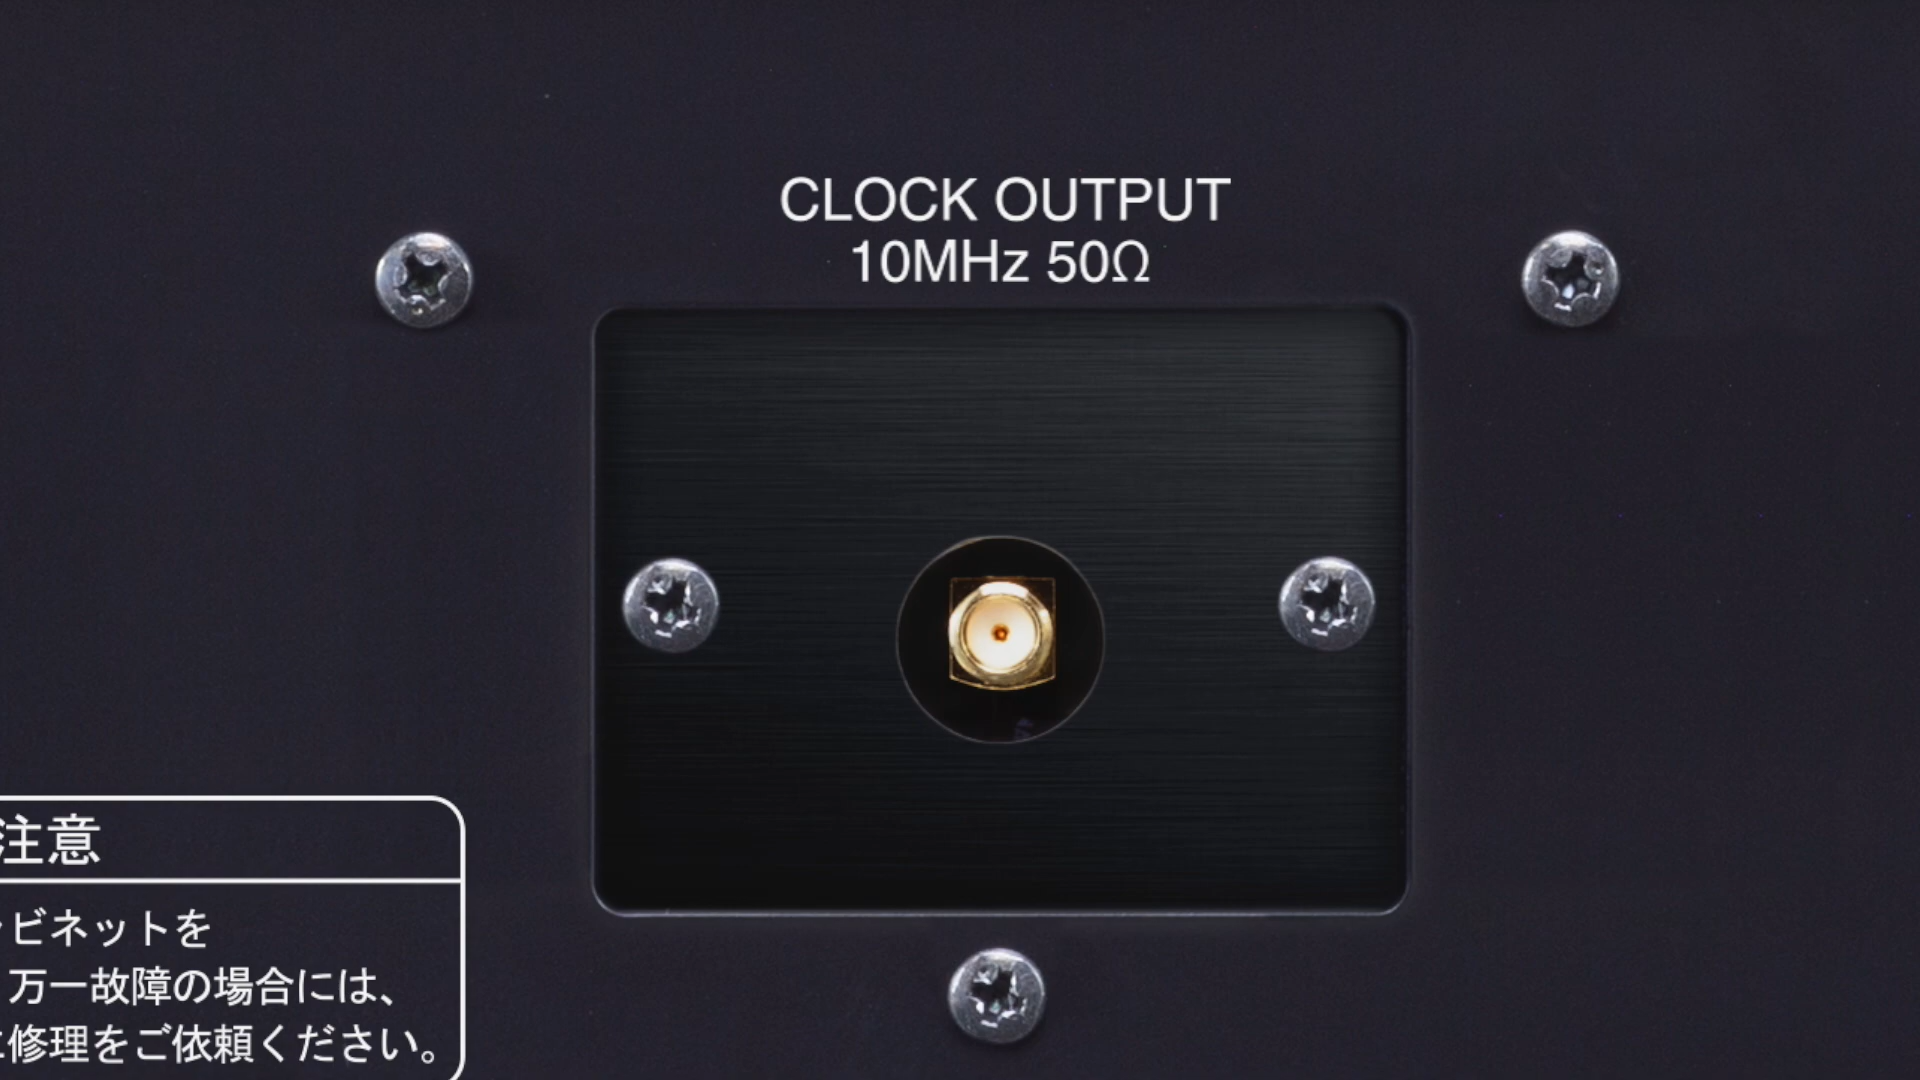 CLOCK OUTPUT
10MHz 50Ω
注意
ビネットを
万一故障の場合には、
修理をご依頼ください。